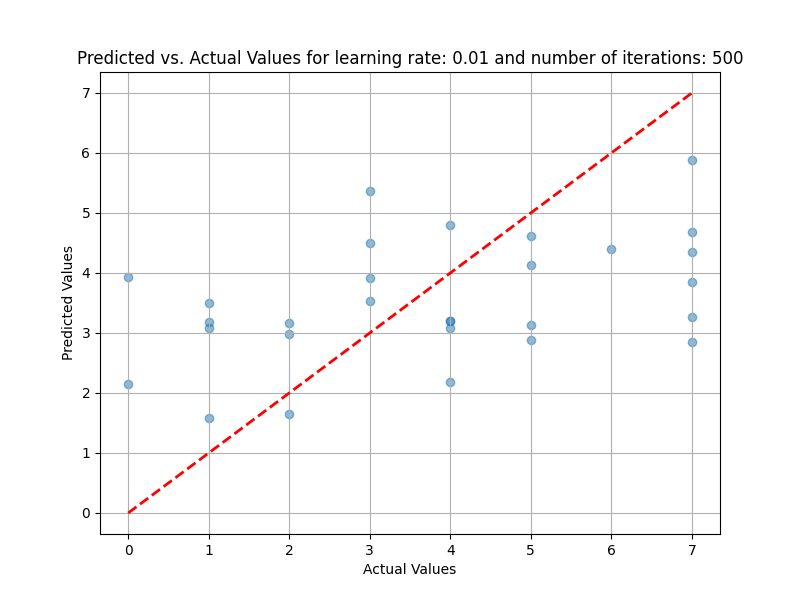 Predicted vs. Actual Values for learning rate: 0.01 and number of iterations: 500
7
6
5
4
3
2
1
0
Predicted Values
0 1 2 3 4 5 6 7
Actual Values